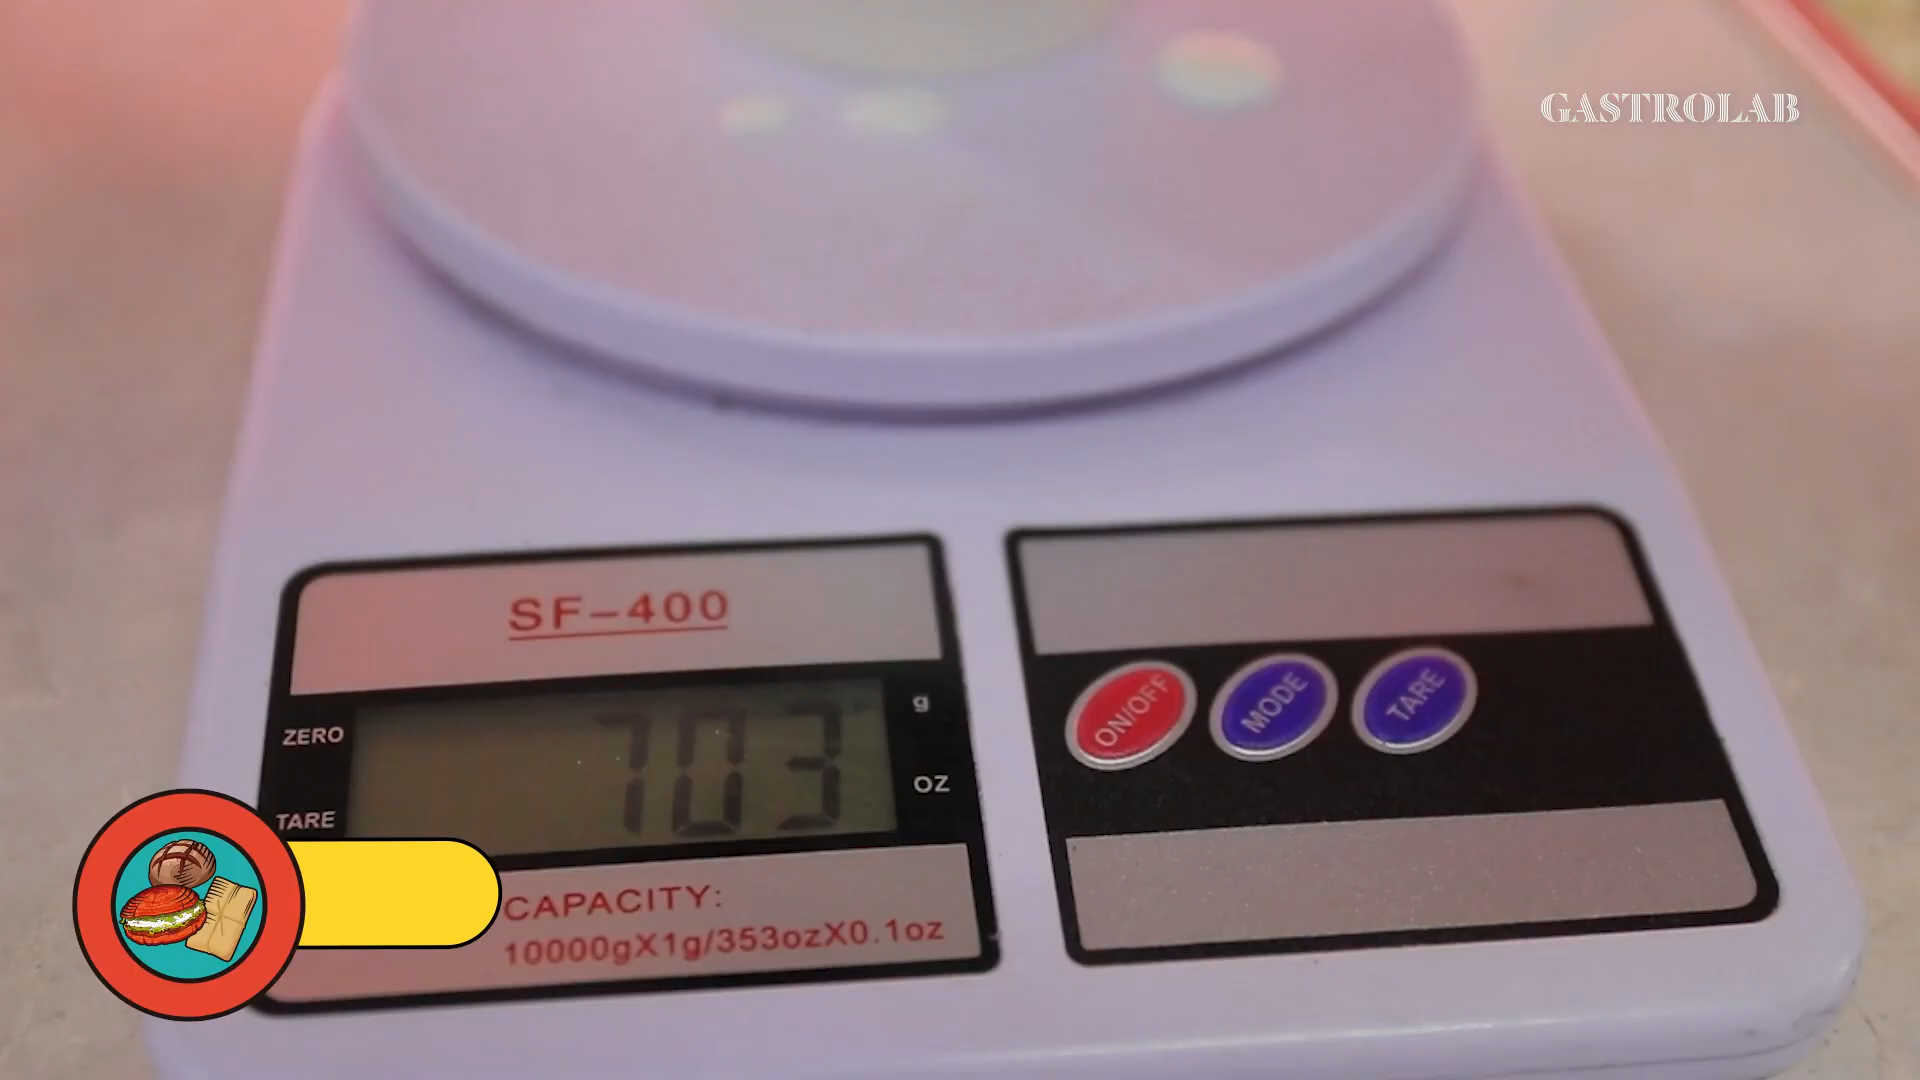 GASTROLAB
SF-400
ZERO
TARE
703
g
OZ
ON/OFF
MODE
TARE
CAPACITY:
10000gX1g/353ozX0.1oz